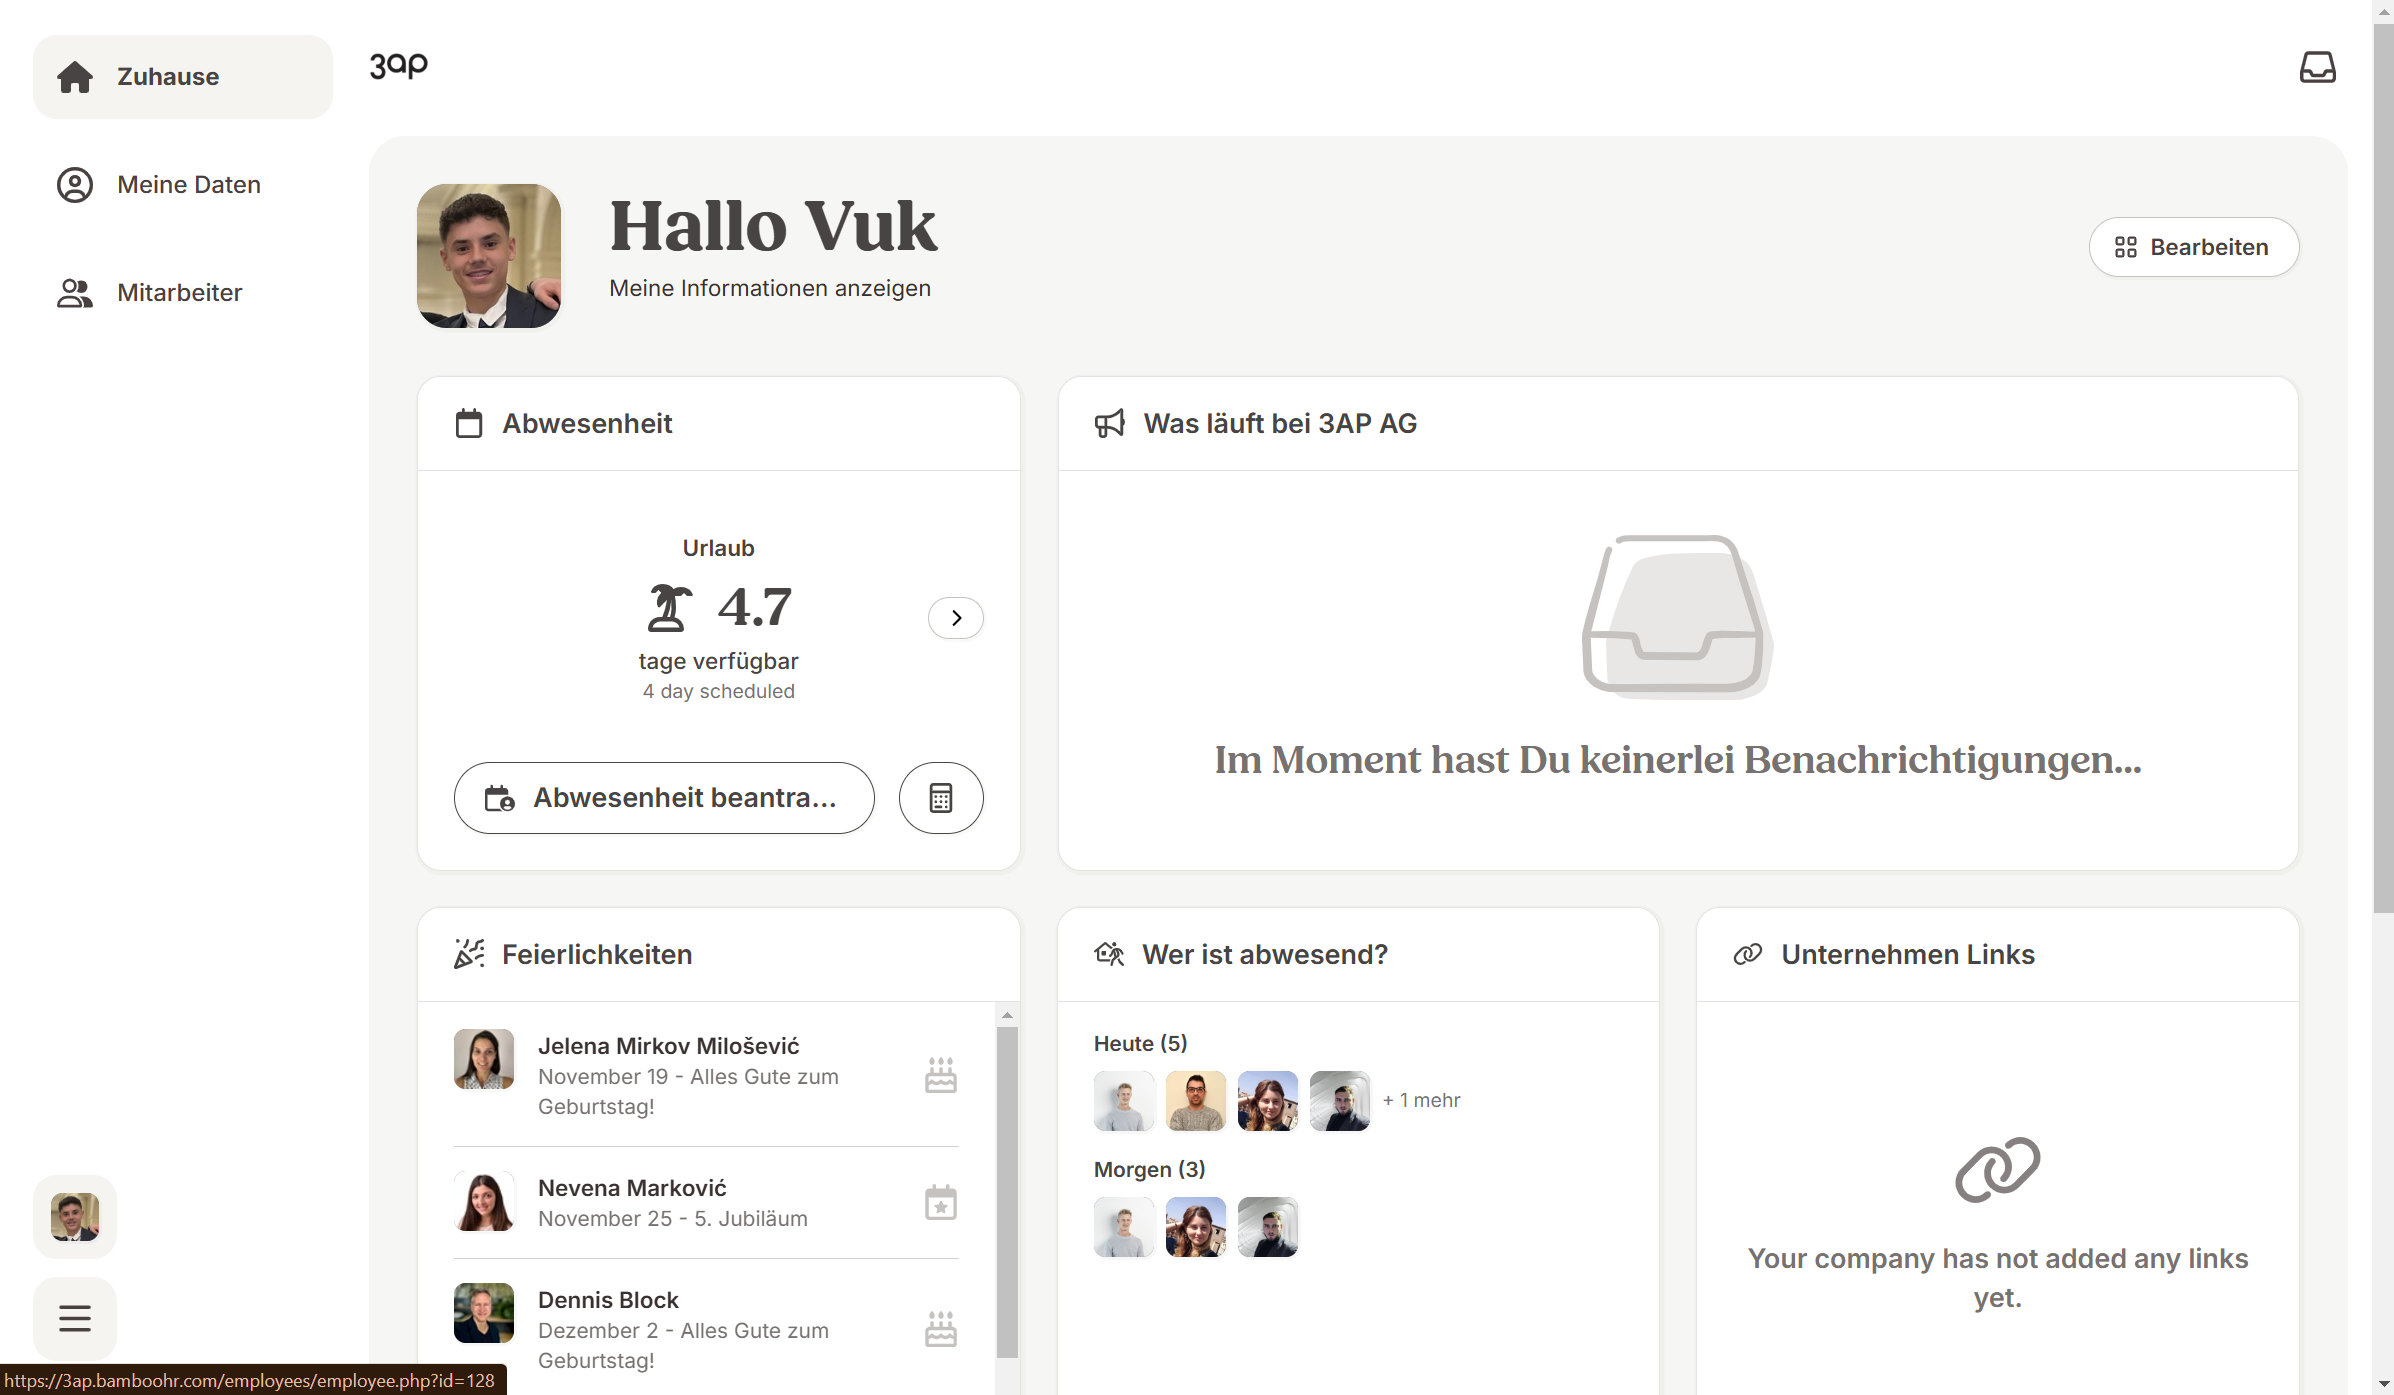 Zuhause
Meine Daten
Mitarbeiter
3ap
Hallo Vuk
Meine Informationen anzeigen
Bearbeiten
Abwesenheit
Urlaub
4.7
tage verfügbar
4 day scheduled
Abwesenheit beantra...
Was läuft bei 3AP AG
Im Moment hast Du keinerlei Benachrichtigungen...
Feierlichkeiten
Jelena Mirkov Milošević
November 19 - Alles Gute zum
Geburtstag!
Nevena Marković
November 25 - 5. Jubiläum
Dennis Block
Dezember 2 - Alles Gute zum
Geburtstag!
Wer ist abwesend?
Heute (5)
+ 1 mehr
Morgen (3)
Unternehmen Links
Your company has not added any links
yet.
https://3ap.bamboohr.com/employees/employee.php?id=128